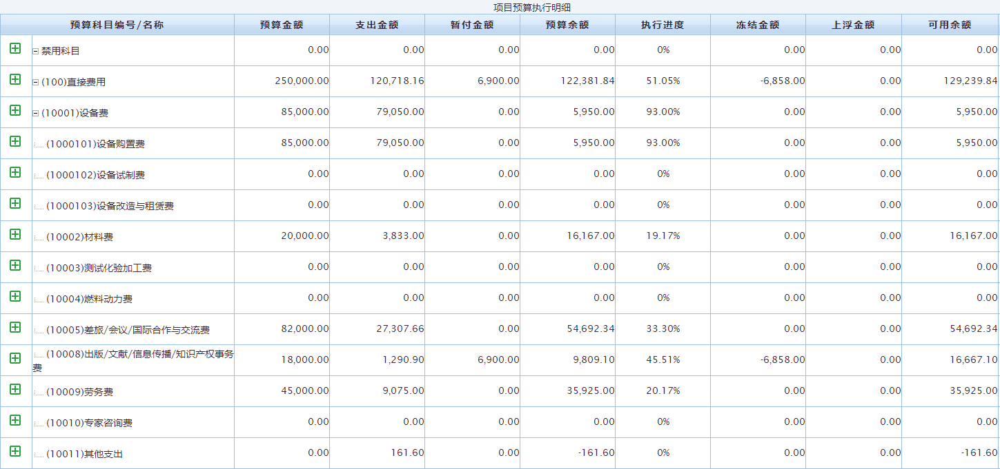 项目预算执行明细
预算科目编号/名称 预算金额 支出金额 暂付金额 预算余额 执行进度 冻结金额 上浮金额 可用余额
禁用科目 0.00 0.00 0.00 0.00 0% 0.00 0.00 0.00
(100)直接费用 250,000.00 120,718.16 6,900.00 122,381.84 51.05% -6,858.00 0.00 129,239.84
(10001)设备费 85,000.00 79,050.00 0.00 5,950.00 93.00% 0.00 0.00 5,950.00
(1000101)设备购置费 85,000.00 79,050.00 0.00 5,950.00 93.00% 0.00 0.00 5,950.00
(1000102)设备试制费 0.00 0.00 0.00 0.00 0% 0.00 0.00 0.00
(1000103)设备改造与租赁费 0.00 0.00 0.00 0.00 0% 0.00 0.00 0.00
(10002)材料费 20,000.00 3,833.00 0.00 16,167.00 19.17% 0.00 0.00 16,167.00
(10003)测试化验加工费 0.00 0.00 0.00 0.00 0% 0.00 0.00 0.00
(10004)燃料动力费 0.00 0.00 0.00 0.00 0% 0.00 0.00 0.00
(10005)差旅/会议/国际合作与交流费 82,000.00 27,307.66 0.00 54,692.34 33.30% 0.00 0.00 54,692.34
(10008)出版/文献/信息传播/知识产权事务
费 18,000.00 1,290.90 6,900.00 9,809.10 45.51% -6,858.00 0.00 16,667.10
(10009)劳务费 45,000.00 9,075.00 0.00 35,925.00 20.17% 0.00 0.00 35,925.00
(10010)专家咨询费 0.00 0.00 0.00 0.00 0% 0.00 0.00 0.00
(10011)其他支出 0.00 161.60 0.00 -161.60 0% 0.00 0.00 -161.60